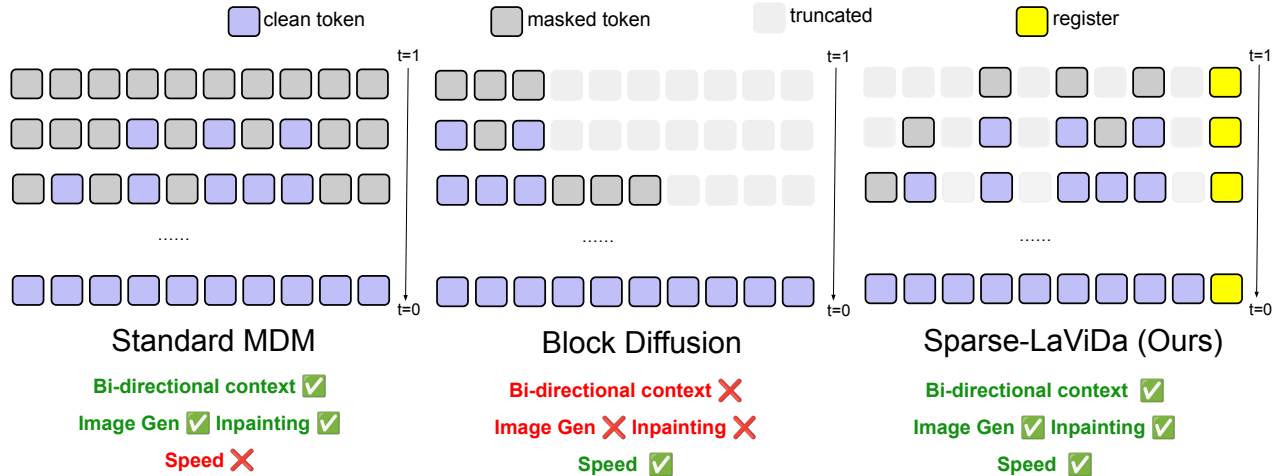 clean token masked token truncated register
t=1 t=1 t=1
...... ...... ......
t=0 t=0 t=0
Standard MDM Block Diffusion Sparse-LaViDa (Ours)
Bi-directional context ✅ Bi-directional context ❌ Bi-directional context ✅
Image Gen ✅ Inpainting ✅ Image Gen ❌ Inpainting ❌ Image Gen ✅ Inpainting ✅
Speed ❌ Speed ✅ Speed ✅